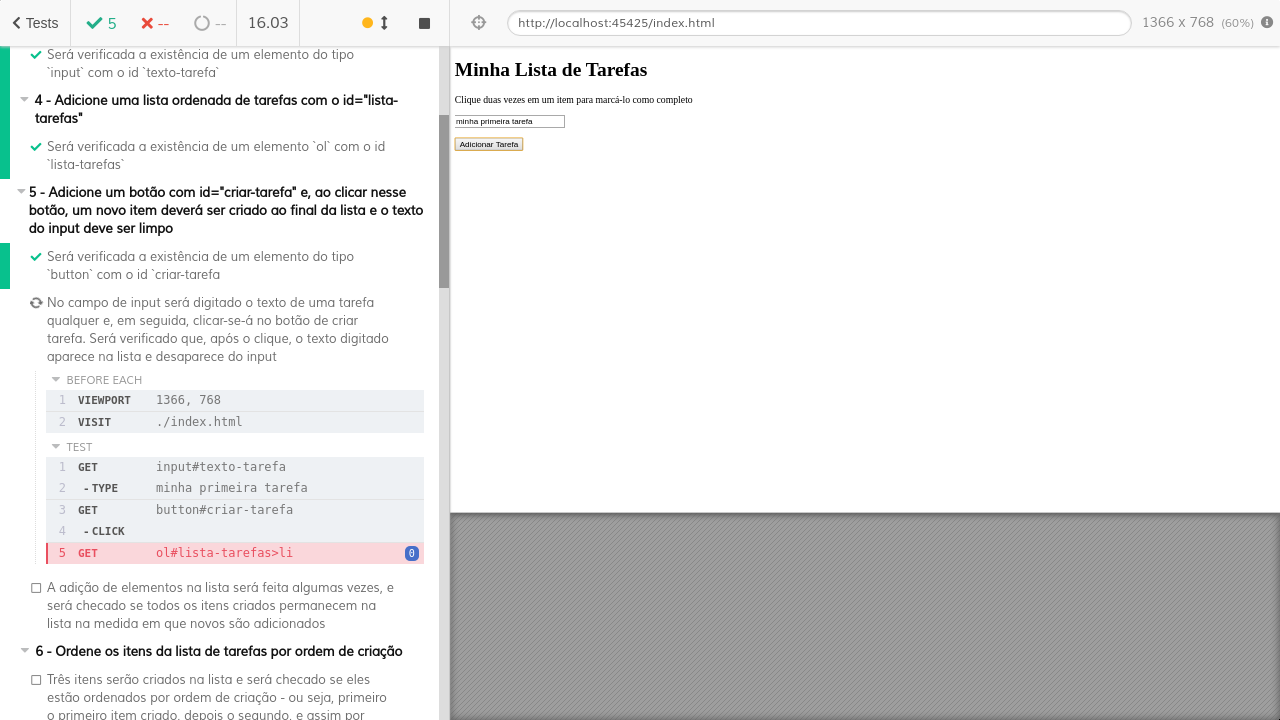 Tests
5
--
--
16.03
http://localhost:45425/index.html
1366 x 768 (60%)
Será verificada a existência de um elemento do tipo
`input` com o id `texto-tarefa`
4 - Adicione uma lista ordenada de tarefas com o id="lista-
tarefas"
Será verificada a existência de um elemento `ol` com o id
`lista-tarefas`
5 - Adicione um botão com id="criar-tarefa" e, ao clicar nesse
botão, um novo item deverá ser criado ao final da lista e o texto
do input deve ser limpo
Será verificada a existência de um elemento do tipo
`button` com o id `criar-tarefa
No campo de input será digitado o texto de uma tarefa
qualquer e, em seguida, clicar-se-á no botão de criar
tarefa. Será verificado que, após o clique, o texto digitado
aparece na lista e desaparece do input
BEFORE EACH
1 VIEWPORT 1366, 768
2 VISIT ./index.html
TEST
1 GET input#texto-tarefa
2 -TYPE minha primeira tarefa
3 GET button#criar-tarefa
4 -CLICK
5 GET ol#lista-tarefas>li 0
A adição de elementos na lista será feita algumas vezes, e
será checado se todos os itens criados permanecem na
lista na medida em que novos são adicionados
6 - Ordene os itens da lista de tarefas por ordem de criação
Três itens serão criados na lista e será checado se eles
estão ordenados por ordem de criação - ou seja, primeiro
o primeiro item criado, depois o segundo, e assim por
Minha Lista de Tarefas
Clique duas vezes em um item para marcá-lo como completo
minha primeira tarefa
Adicionar Tarefa